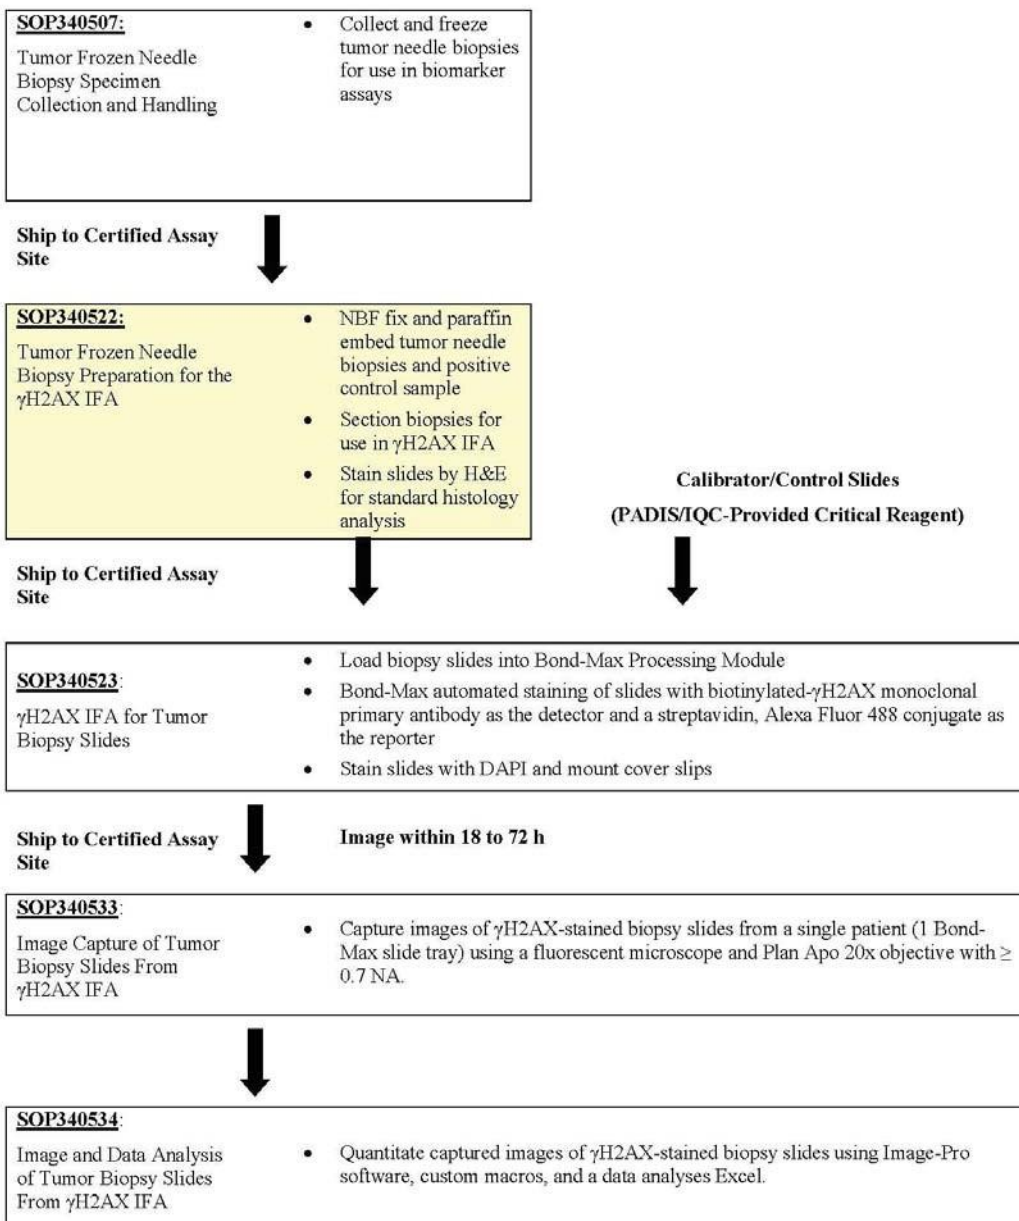 SOP340507:
Tumor Frozen Needle
Biopsy Specimen
Collection and Handling
• Collect and freeze
tumor needle biopsies
for use in biomarker
assays
Ship to Certified Assay
Site
SOP340522:
Tumor Frozen Needle
Biopsy Preparation for the
γH2AX IFA
• NBF fix and paraffin
embed tumor needle
biopsies and positive
control sample
• Section biopsies for
use in γH2AX IFA
• Stain slides by H&E
for standard histology
analysis
Calibrator/Control Slides
(PADIS/IQC-Provided Critical Reagent)
Ship to Certified Assay
Site
SOP340523:
γH2AX IFA for Tumor
Biopsy Slides
• Load biopsy slides into Bond-Max Processing Module
• Bond-Max automated staining of slides with biotinylated-γH2AX monoclonal
primary antibody as the detector and a streptavidin, Alexa Fluor 488 conjugate as
the reporter
• Stain slides with DAPI and mount cover slips
Ship to Certified Assay
Site
Image within 18 to 72 h
SOP340533:
Image Capture of Tumor
Biopsy Slides From
γH2AX IFA
• Capture images of γH2AX-stained biopsy slides from a single patient (1 Bond-
Max slide tray) using a fluorescent microscope and Plan Apo 20x objective with ≥
0.7 NA.
SOP340534:
Image and Data Analysis
of Tumor Biopsy Slides
From γH2AX IFA
• Quantitate captured images of γH2AX-stained biopsy slides using Image-Pro
software, custom macros, and a data analyses Excel.